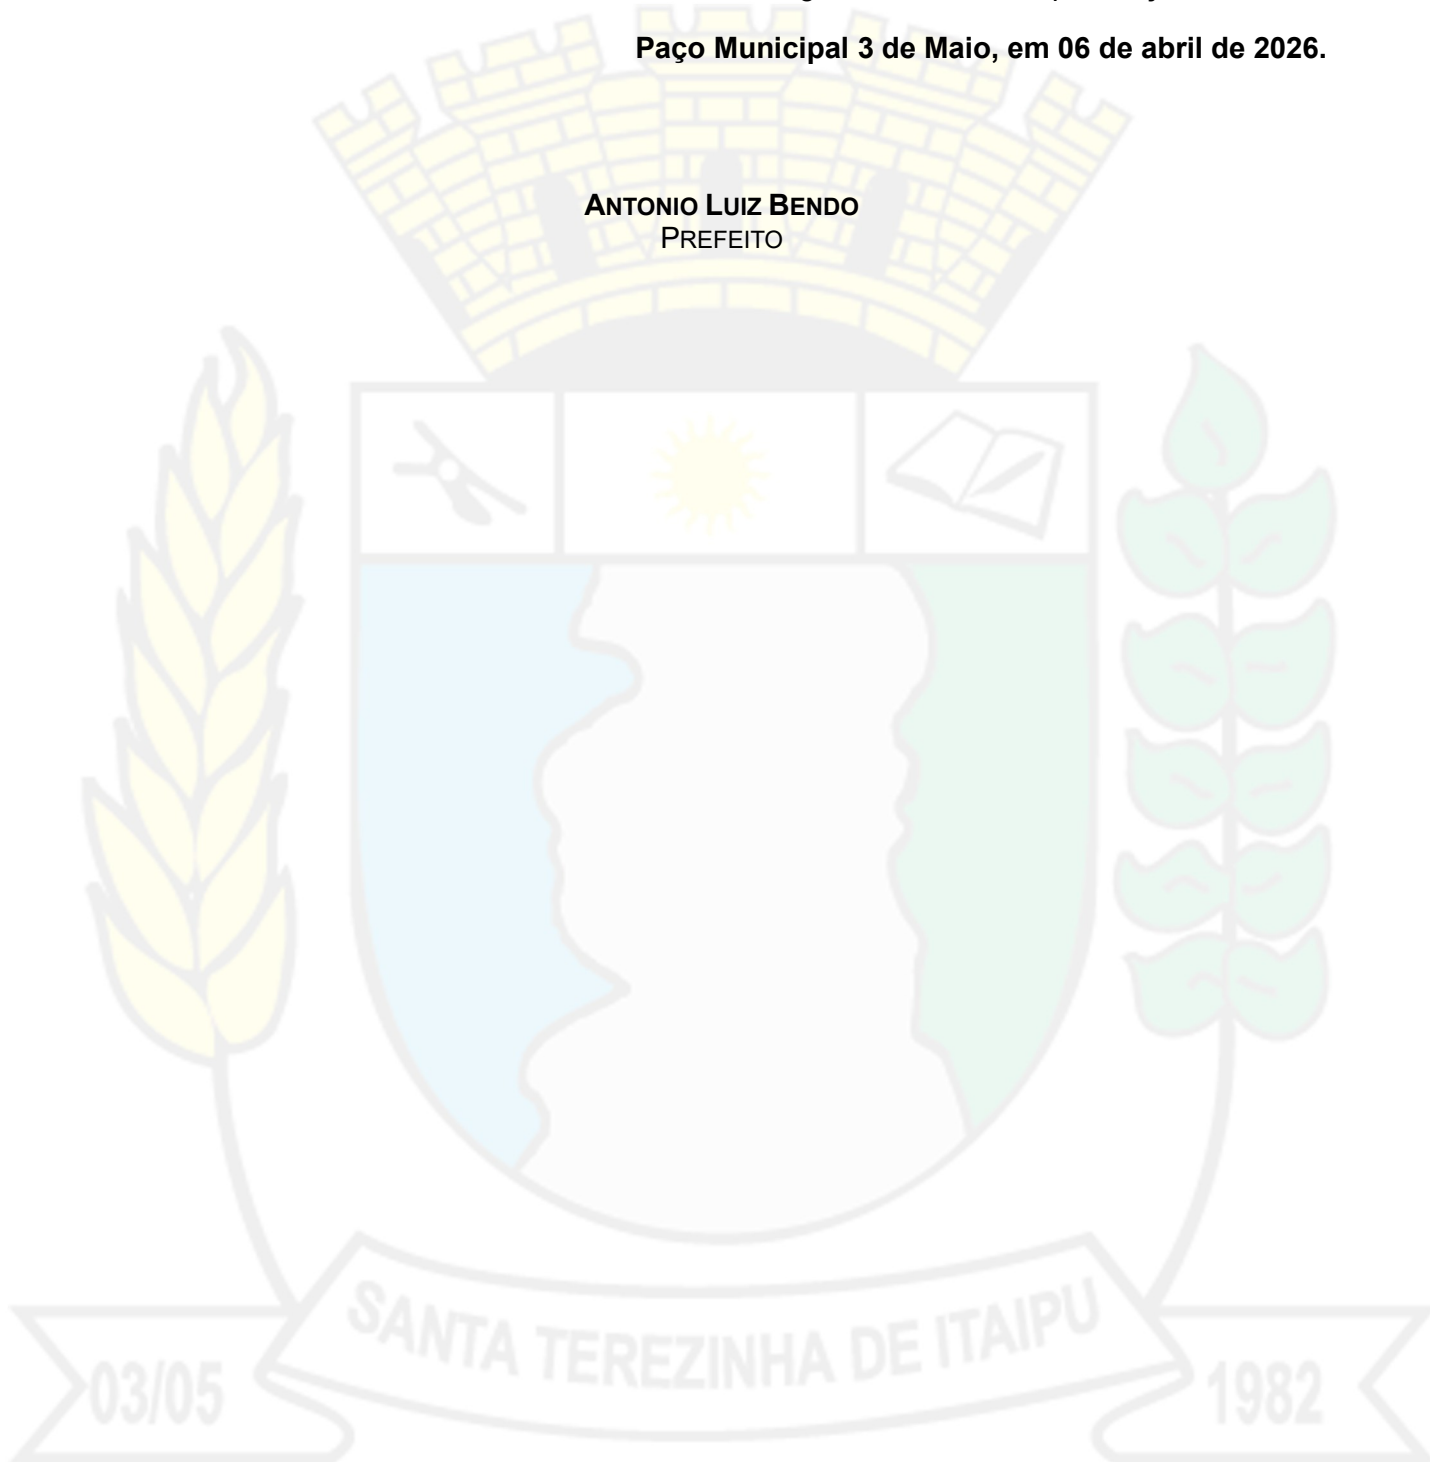 Paço Municipal 3 de Maio, em 06 de abril de 2026.
ANTONIO LUIZ BENDO
PREFEITO
SANTA TEREZINHA DE ITAIPU
03/05
1982